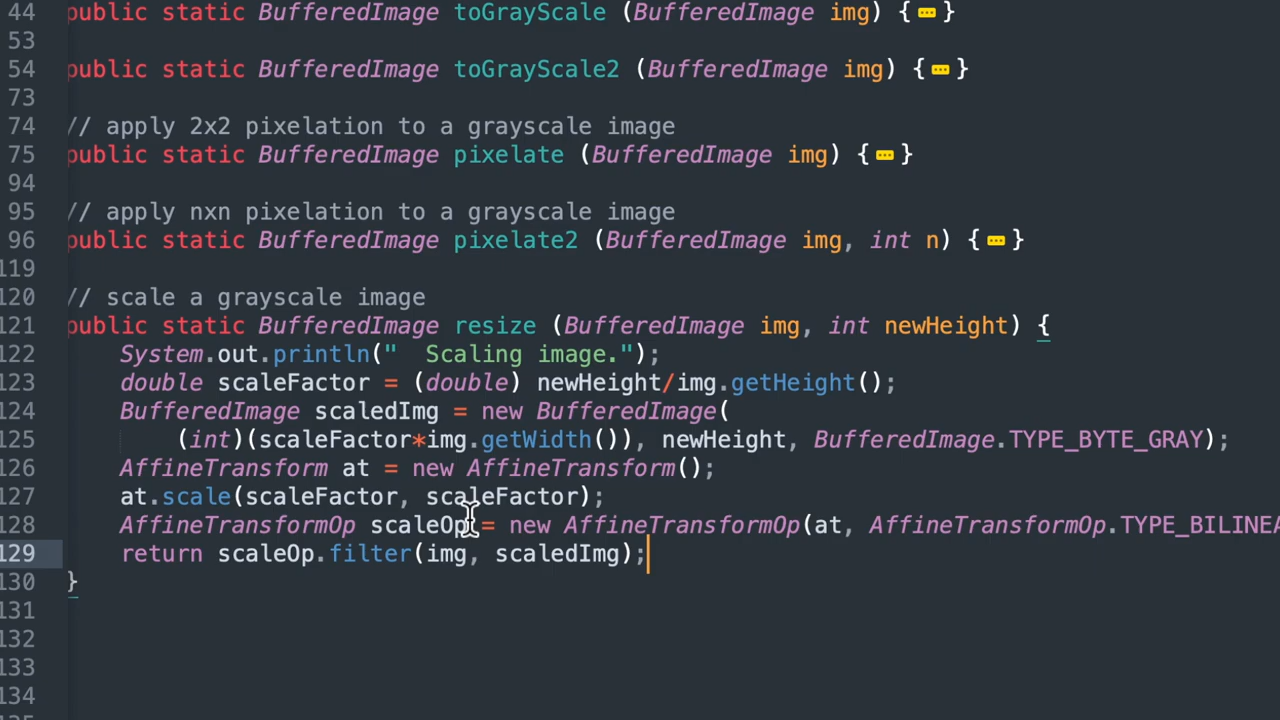 44 public static BufferedImage toGrayScale (BufferedImage img) {…}
53
54 public static BufferedImage toGrayScale2 (BufferedImage img) {…}
73
74 // apply 2x2 pixelation to a grayscale image
75 public static BufferedImage pixelate (BufferedImage img) {…}
94
95 // apply nxn pixelation to a grayscale image
96 public static BufferedImage pixelate2 (BufferedImage img, int n) {…}
119
120 // scale a grayscale image
121 public static BufferedImage resize (BufferedImage img, int newHeight) {
122 System.out.println("  Scaling image.");
123 double scaleFactor = (double) newHeight/img.getHeight();
124 BufferedImage scaledImg = new BufferedImage(
125 (int)(scaleFactor*img.getWidth()), newHeight, BufferedImage.TYPE_BYTE_GRAY);
126 AffineTransform at = new AffineTransform();
127 at.scale(scaleFactor, scaleFactor);
128 AffineTransformOp scaleOp = new AffineTransformOp(at, AffineTransformOp.TYPE_BILINEA
129 return scaleOp.filter(img, scaledImg);
130 }
131
132
133
134